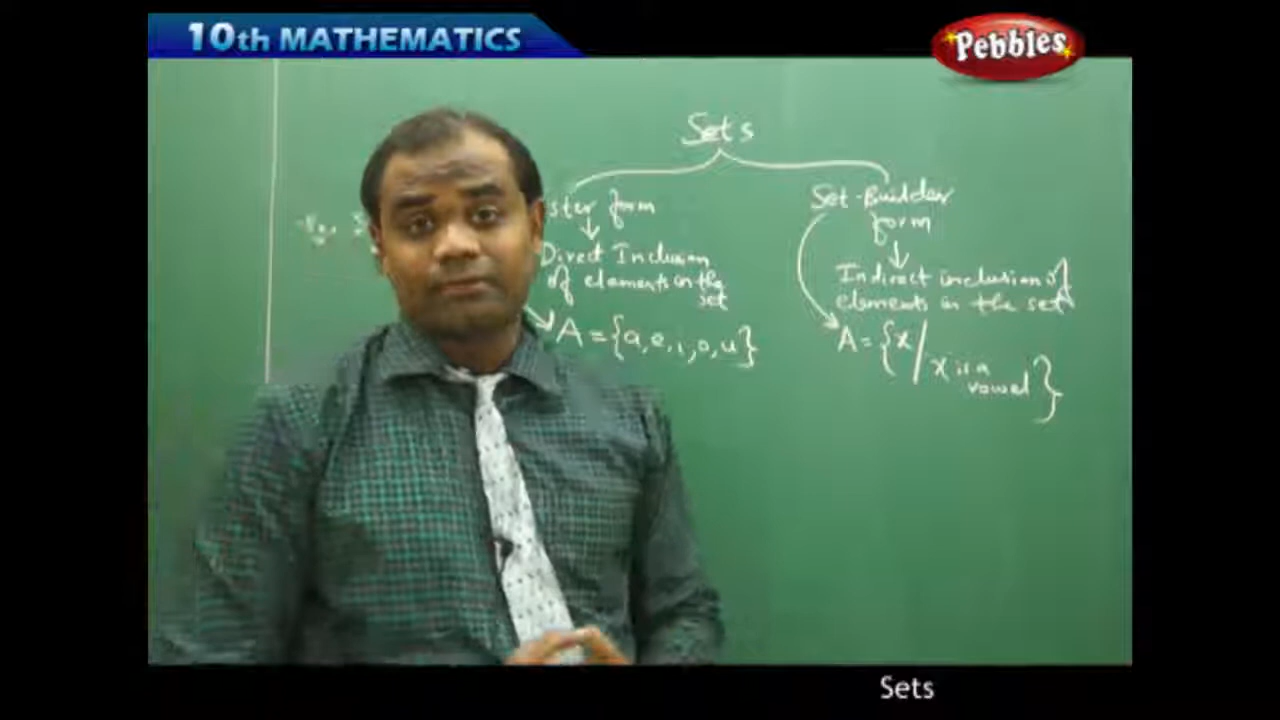 10th MATHEMATICS
Pebbles
Sets
ster form
Direct Inclusion
of elements in the
set
A = {a, e, i, o, u}
Set-Builder
form
Indirect inclusion of
elements in the set
A = {x/
x is a
vowel}
Sets